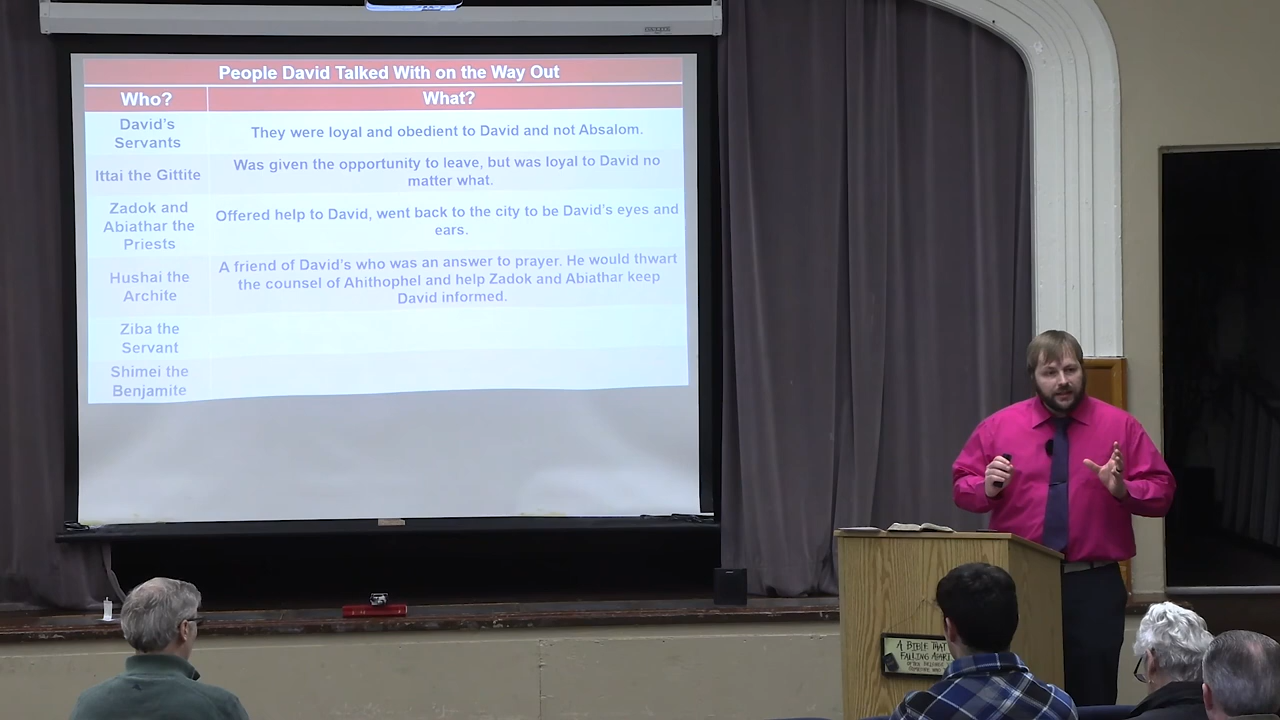 People David Talked With on the Way Out
Who?
What?
David's
Servants
They were loyal and obedient to David and not Absalom.
Ittai the Gittite
Was given the opportunity to leave, but was loyal to David no
matter what.
Zadok and
Abiathar the
Priests
Offered help to David, went back to the city to be David's eyes and
ears.
Hushai the
Archite
A friend of David's who was an answer to prayer. He would thwart
the counsel of Ahithophel and help Zadok and Abiathar keep
David informed.
Ziba the
Servant
Shimei the
Benjamite
A BIBLE THAT
FALLING APART